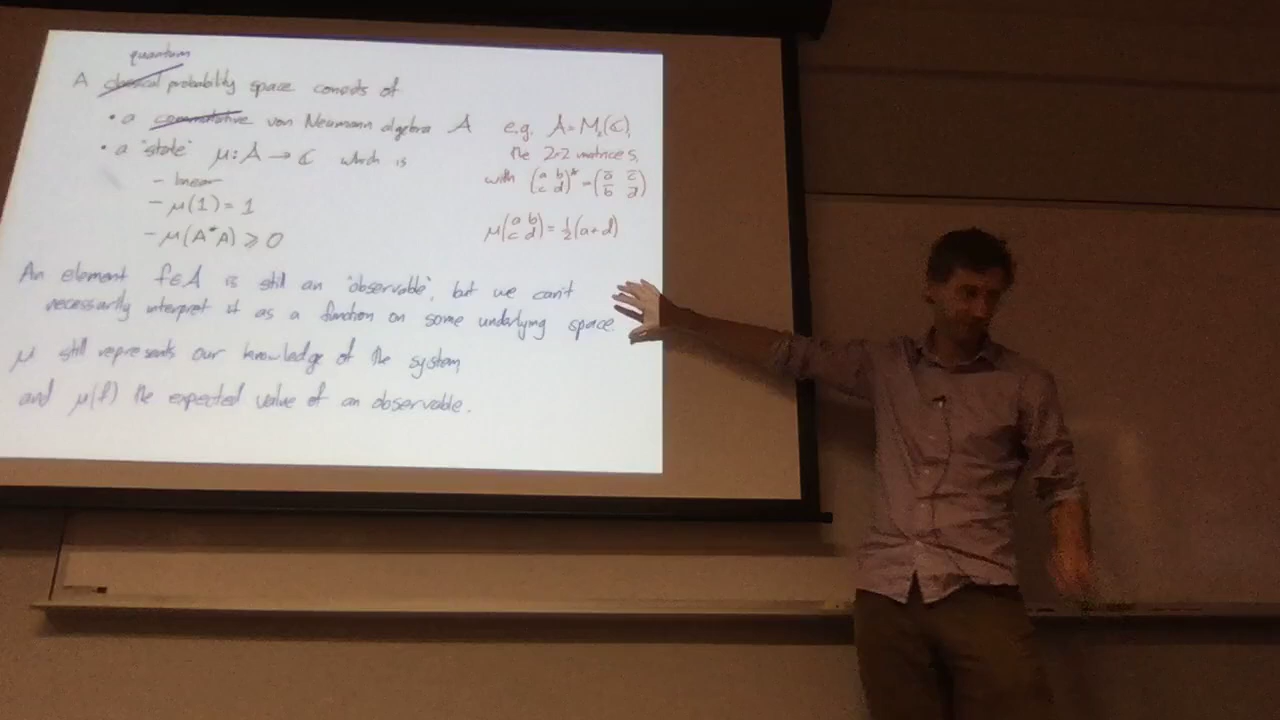 quantum
A classical probability space consists of
• a commutative von Neumann algebra A
• a "state" μ: A → ℂ which is
- linear
- μ(1) = 1
- μ(A*A) ⩾ 0
e.g. A = M₂(ℂ),
the 2×2 matrices,
with (a b c d)* = (ā c̄ b̄ d̄)
μ(a b c d) = ½(a+d)
An element f∈A is still an 'observable', but we can't
necessarily interpret it as a function on some underlying space.
μ still represents our knowledge of the system,
and μ(f) the expected value of an observable.